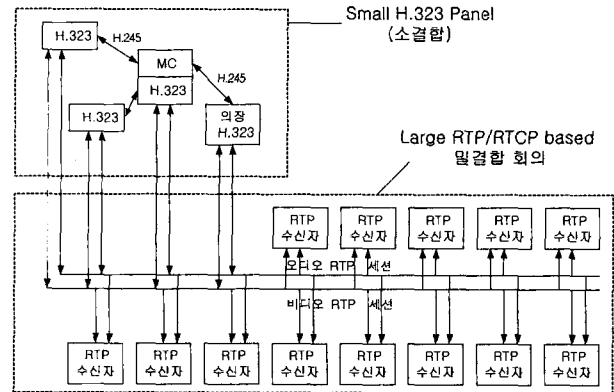 Small H.323 Panel
(소결합)
H.323
H.245
MC
H.323
H.245
H.323
의장
H.323
Large RTP/RTCP based
밀결합 회의
RTP
수신자
RTP
수신자
RTP
수신자
RTP
수신자
RTP
수신자
오디오 RTP 세션
비디오 RTP 세션
RTP
수신자
RTP
수신자
RTP
수신자
RTP
수신자
RTP
수신자
RTP
수신자
RTP
수신자
RTP
수신자